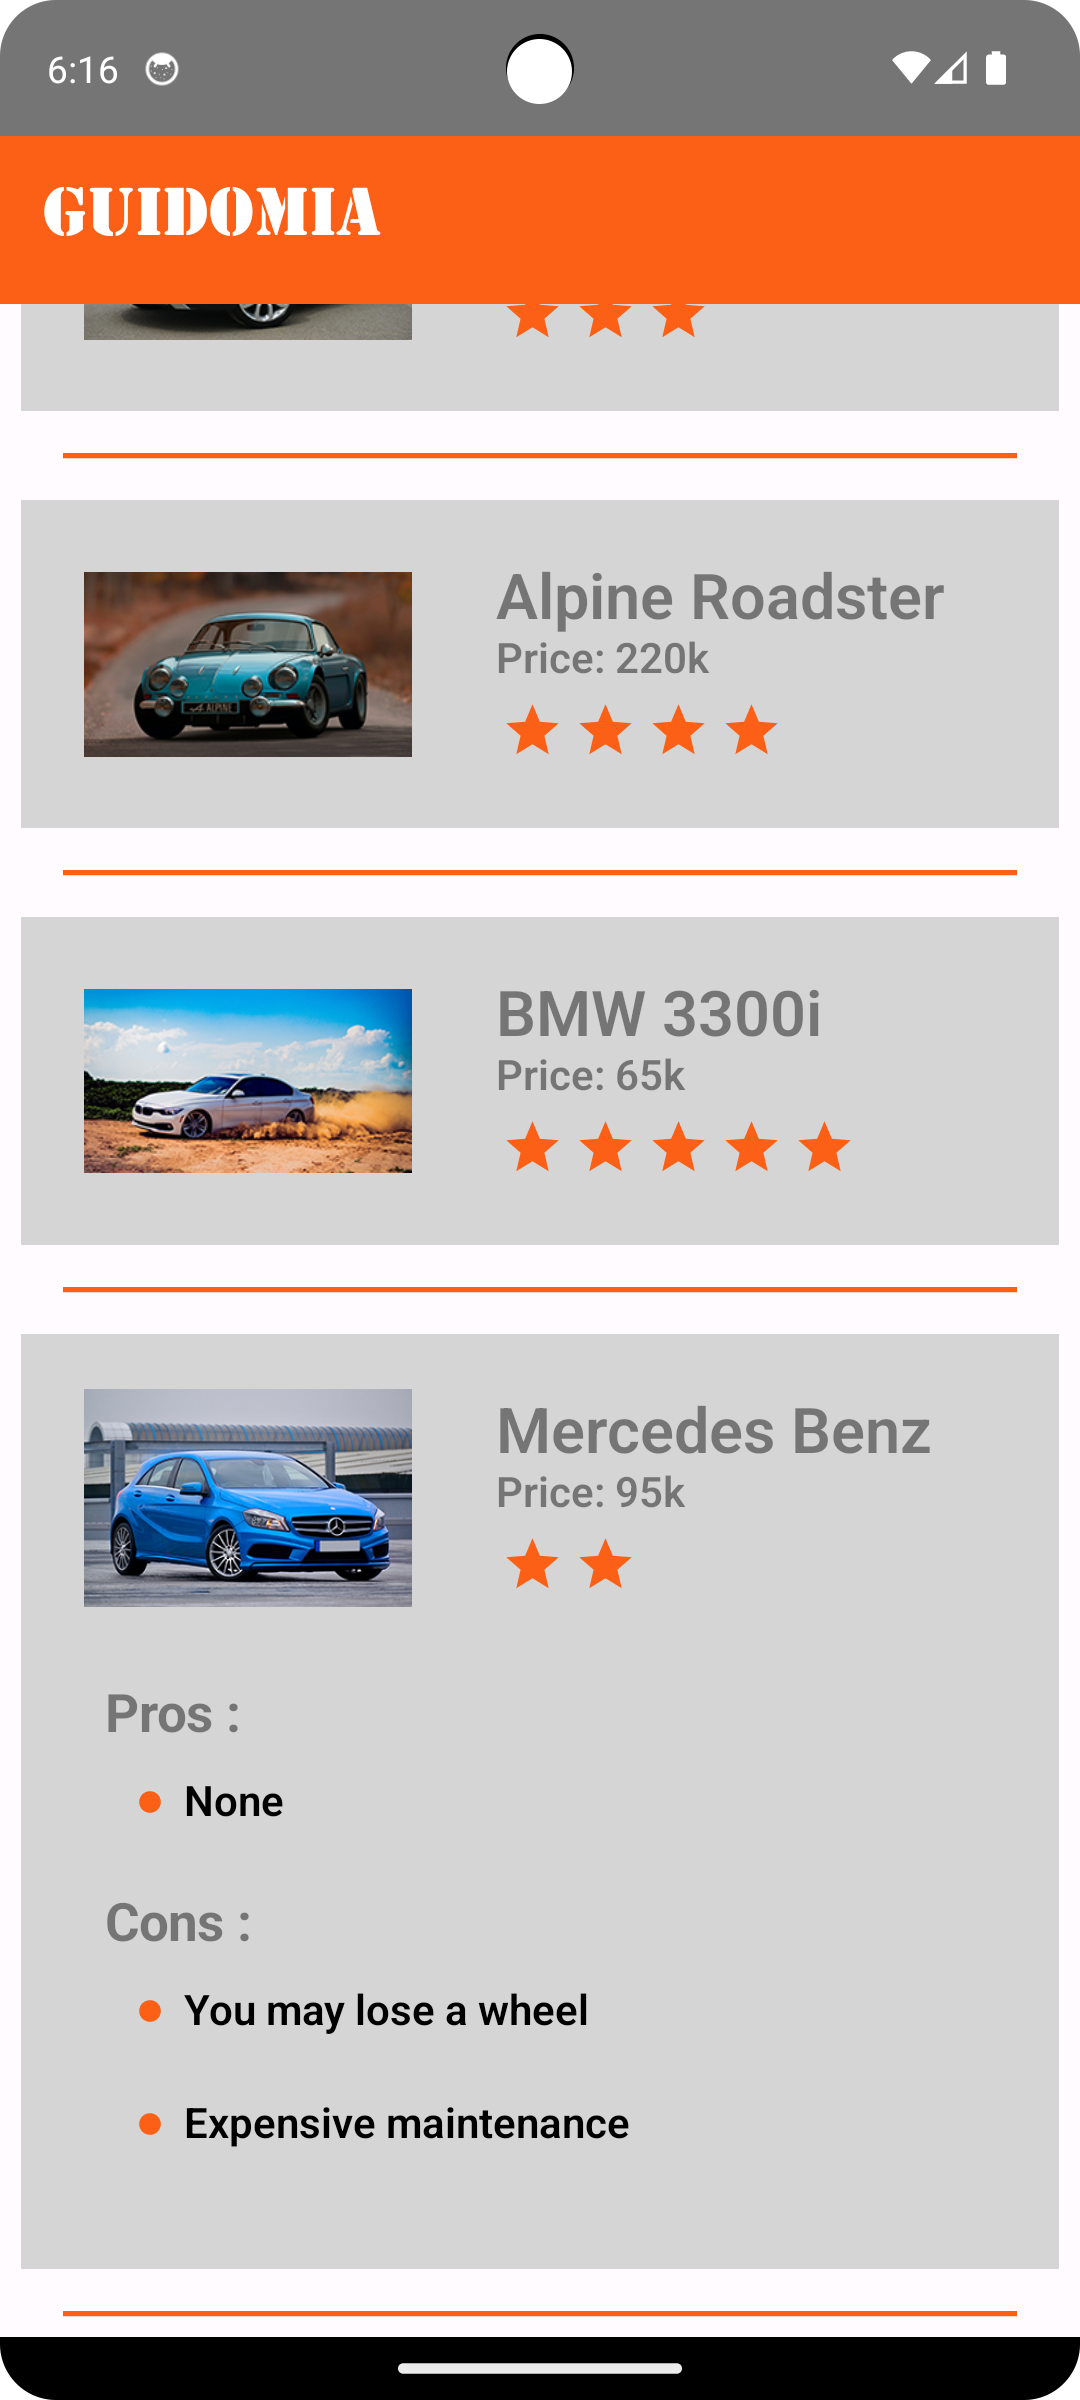 6:16
GUIDOMIA
Alpine Roadster
Price: 220k
ALPINE
BMW 3300i
Price: 65k
Mercedes Benz
Price: 95k
Pros :
None
Cons :
You may lose a wheel
Expensive maintenance